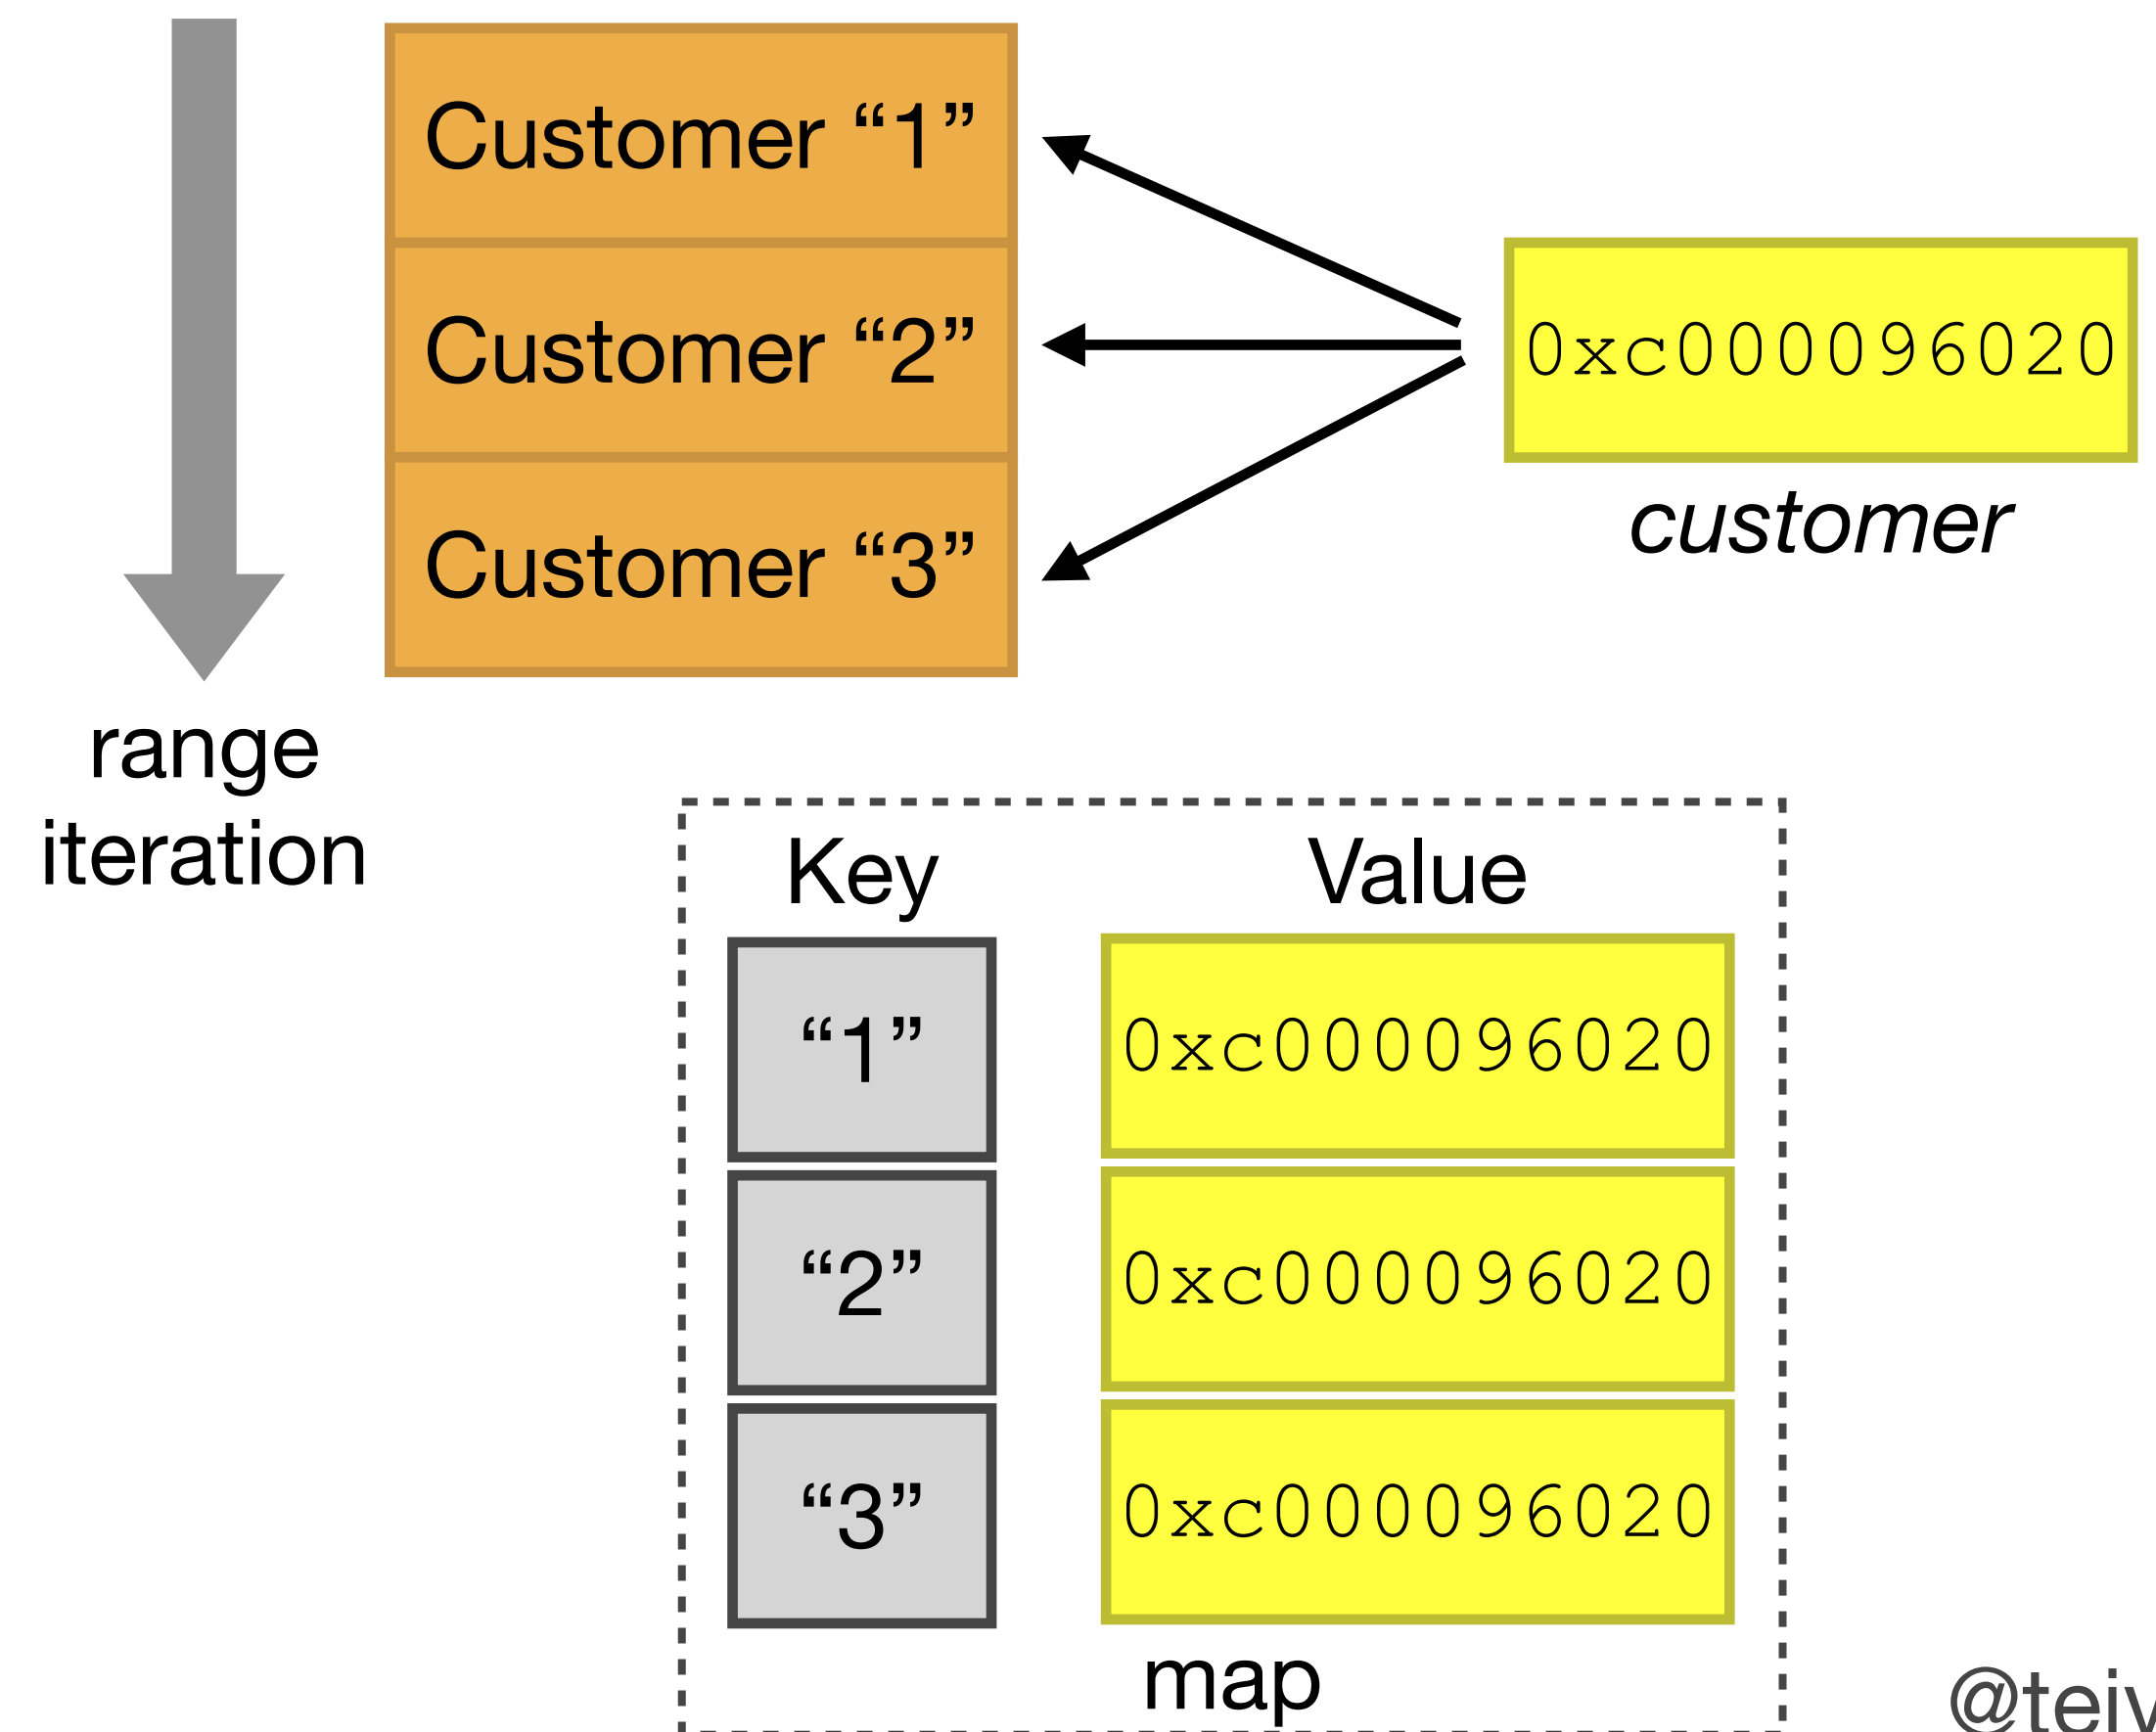 Customer “1”
Customer “2”
Customer “3”
0xc000096020
customer
range
iteration
Key Value
“1” 0xc000096020
“2” 0xc000096020
“3” 0xc000096020
map